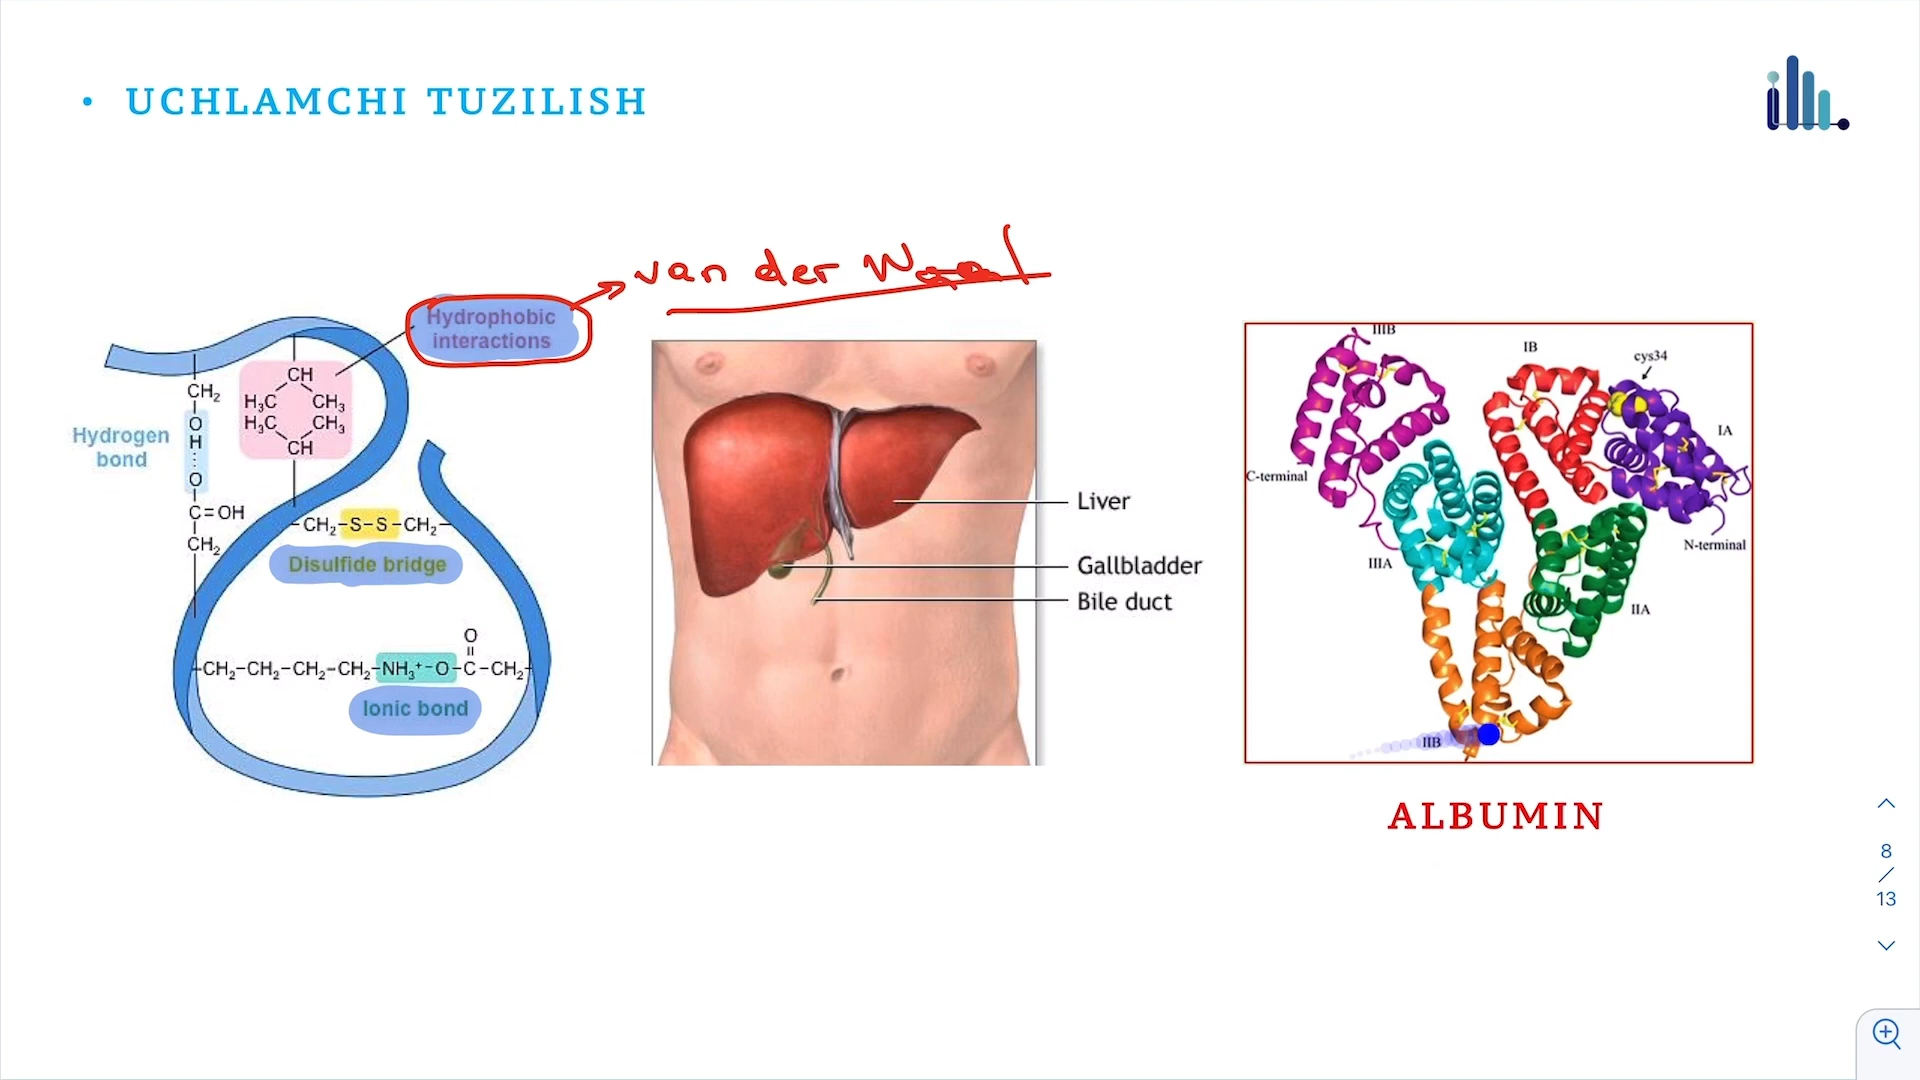 • UCHLAMCHI TUZILISH
van der Waal
Hydrophobic
interactions
CH
H₃C CH₃
H₃C CH₃
CH
CH₂
O
H
O
C=OH
CH₂
Hydrogen
bond
-CH₂-S-S-CH₂-
Disulfide bridge
O
-CH₂-CH₂-CH₂-CH₂-NH₃⁺ ⁻O-C-CH₂-
Ionic bond
Liver
Gallbladder
Bile duct
IIIB
IB
cys34
IA
C-terminal
N-terminal
IIIA
IIA
IIB
ALBUMIN
8
/
13